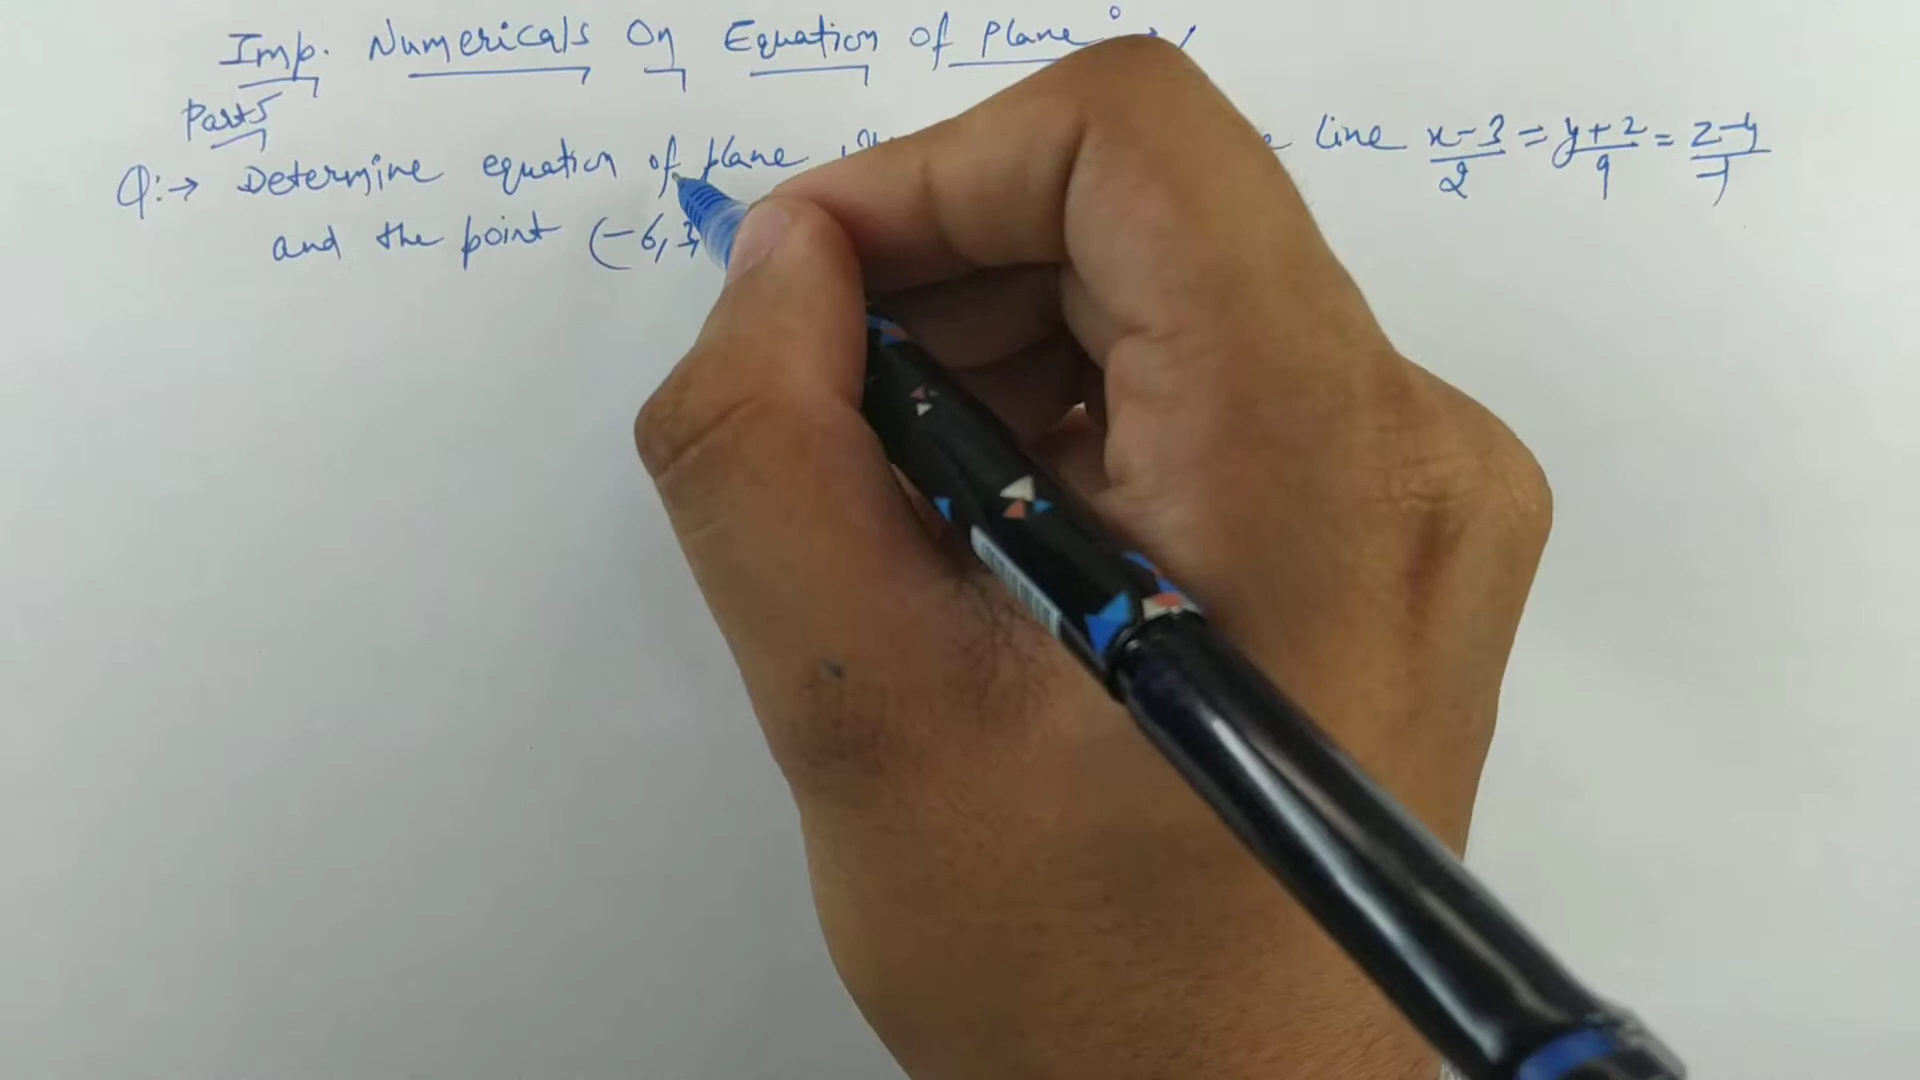 Imp. Numericals On Equation of plane :→
Part5
Q:→ Determine equation of plane line x-3/2 = y+2/9 = z-4/-1
and the point (-6, 3,